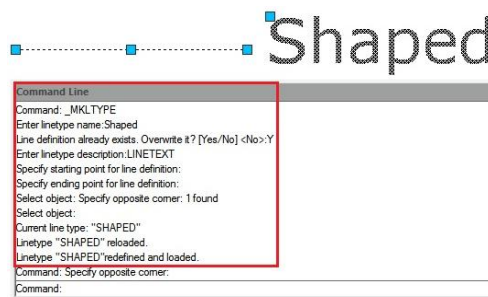 Shaped
Command Line
Command: _MKLTYPE
Enter linetype name:Shaped
Line definition already exists. Overwrite it? [Yes/No] <No>:Y
Enter linetype description:LINETEXT
Specify starting point for line definition:
Specify ending point for line definition:
Select object: Specify opposite corner: 1 found
Select object:
Current line type: "SHAPED"
Linetype "SHAPED" reloaded.
Linetype "SHAPED"redefined and loaded.
Command: Specify opposite corner:
Command: